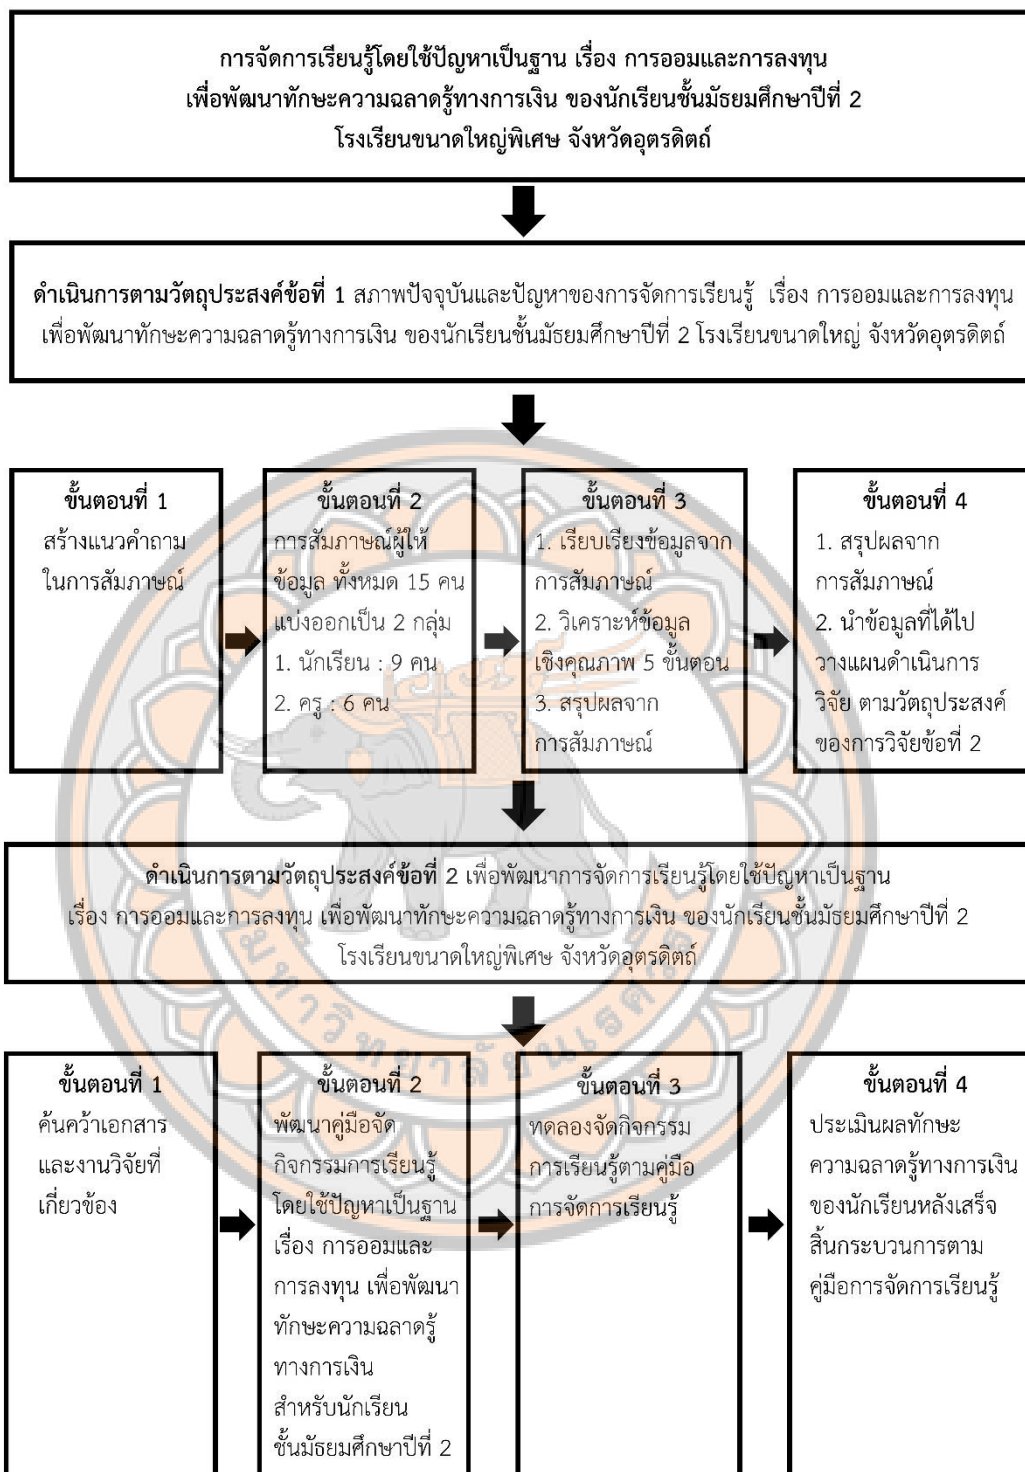 การจัดการเรียนรู้โดยใช้ปัญหาเป็นฐาน เรื่อง การออมและการลงทุน
เพื่อพัฒนาทักษะความฉลาดรู้ทางการเงิน ของนักเรียนชั้นมัธยมศึกษาปีที่ 2
โรงเรียนขนาดใหญ่พิเศษ จังหวัดอุตรดิตถ์
ดำเนินการตามวัตถุประสงค์ข้อที่ 1 สภาพปัจจุบันและปัญหาของการจัดการเรียนรู้ เรื่อง การออมและการลงทุน
เพื่อพัฒนาทักษะความฉลาดรู้ทางการเงิน ของนักเรียนชั้นมัธยมศึกษาปีที่ 2 โรงเรียนขนาดใหญ่ จังหวัดอุตรดิตถ์
ขั้นตอนที่ 1
สร้างแนวคำถาม
ในการสัมภาษณ์
ขั้นตอนที่ 2
การสัมภาษณ์ผู้ให้
ข้อมูล ทั้งหมด 15 คน
แบ่งออกเป็น 2 กลุ่ม
1. นักเรียน : 9 คน
2. ครู : 6 คน
ขั้นตอนที่ 3
1. เรียบเรียงข้อมูลจาก
การสัมภาษณ์
2. วิเคราะห์ข้อมูล
เชิงคุณภาพ 5 ขั้นตอน
3. สรุปผลจาก
การสัมภาษณ์
ขั้นตอนที่ 4
1. สรุปผลจาก
การสัมภาษณ์
2. นำข้อมูลที่ได้ไป
วางแผนดำเนินการ
วิจัย ตามวัตถุประสงค์
ของการวิจัยข้อที่ 2
ดำเนินการตามวัตถุประสงค์ข้อที่ 2 เพื่อพัฒนาการจัดการเรียนรู้โดยใช้ปัญหาเป็นฐาน
เรื่อง การออมและการลงทุน เพื่อพัฒนาทักษะความฉลาดรู้ทางการเงิน ของนักเรียนชั้นมัธยมศึกษาปีที่ 2
โรงเรียนขนาดใหญ่พิเศษ จังหวัดอุตรดิตถ์
มหาวิทยาลัยนเรศวร
ขั้นตอนที่ 1
ค้นคว้าเอกสาร
และงานวิจัยที่
เกี่ยวข้อง
ขั้นตอนที่ 2
พัฒนาคู่มือจัด
กิจกรรมการเรียนรู้
โดยใช้ปัญหาเป็นฐาน
เรื่อง การออมและ
การลงทุน เพื่อพัฒนา
ทักษะความฉลาดรู้
ทางการเงิน
สำหรับนักเรียน
ชั้นมัธยมศึกษาปีที่ 2
ขั้นตอนที่ 3
ทดลองจัดกิจกรรม
การเรียนรู้ตามคู่มือ
การจัดการเรียนรู้
ขั้นตอนที่ 4
ประเมินผลทักษะ
ความฉลาดรู้ทางการเงิน
ของนักเรียนหลังเสร็จ
สิ้นกระบวนการตาม
คู่มือการจัดการเรียนรู้